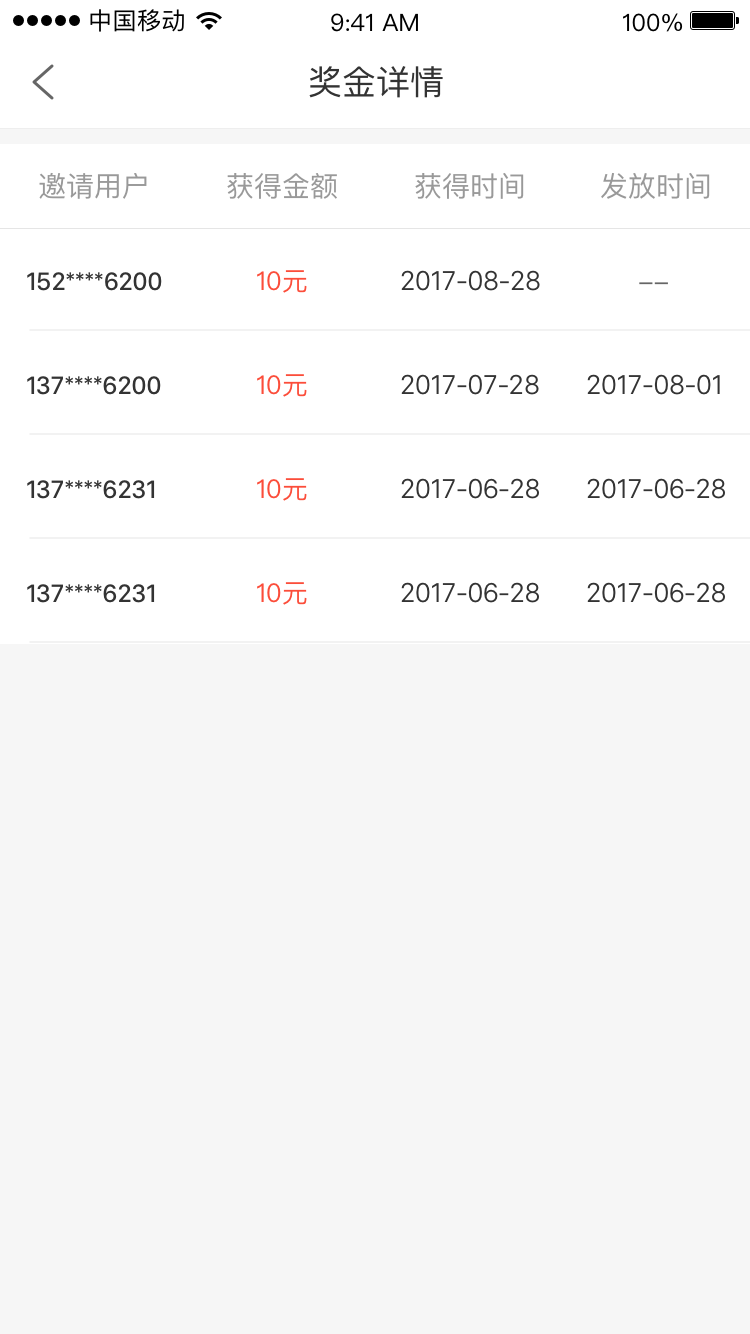 中国移动 9:41 AM 100%
奖金详情
邀请用户 获得金额 获得时间 发放时间
152****6200 10元 2017-08-28 −−
137****6200 10元 2017-07-28 2017-08-01
137****6231 10元 2017-06-28 2017-06-28
137****6231 10元 2017-06-28 2017-06-28